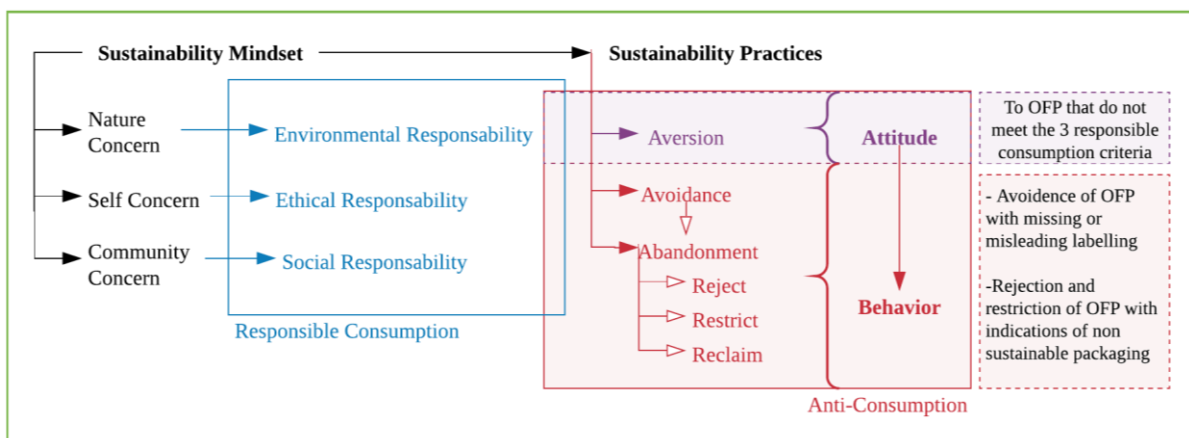 Sustainability Mindset
Sustainability Practices
Nature
Concern
Environmental Responsability
Self Concern
Ethical Responsability
Community
Concern
Social Responsability
Responsible Consumption
Aversion
Attitude
Avoidance
Abandonment
Reject
Restrict
Reclaim
Behavior
Anti-Consumption
To OFP that do not
meet the 3 responsible
consumption criteria
- Avoidence of OFP
with missing or
misleading labelling
-Rejection and
restriction of OFP with
indications of non
sustainable packaging